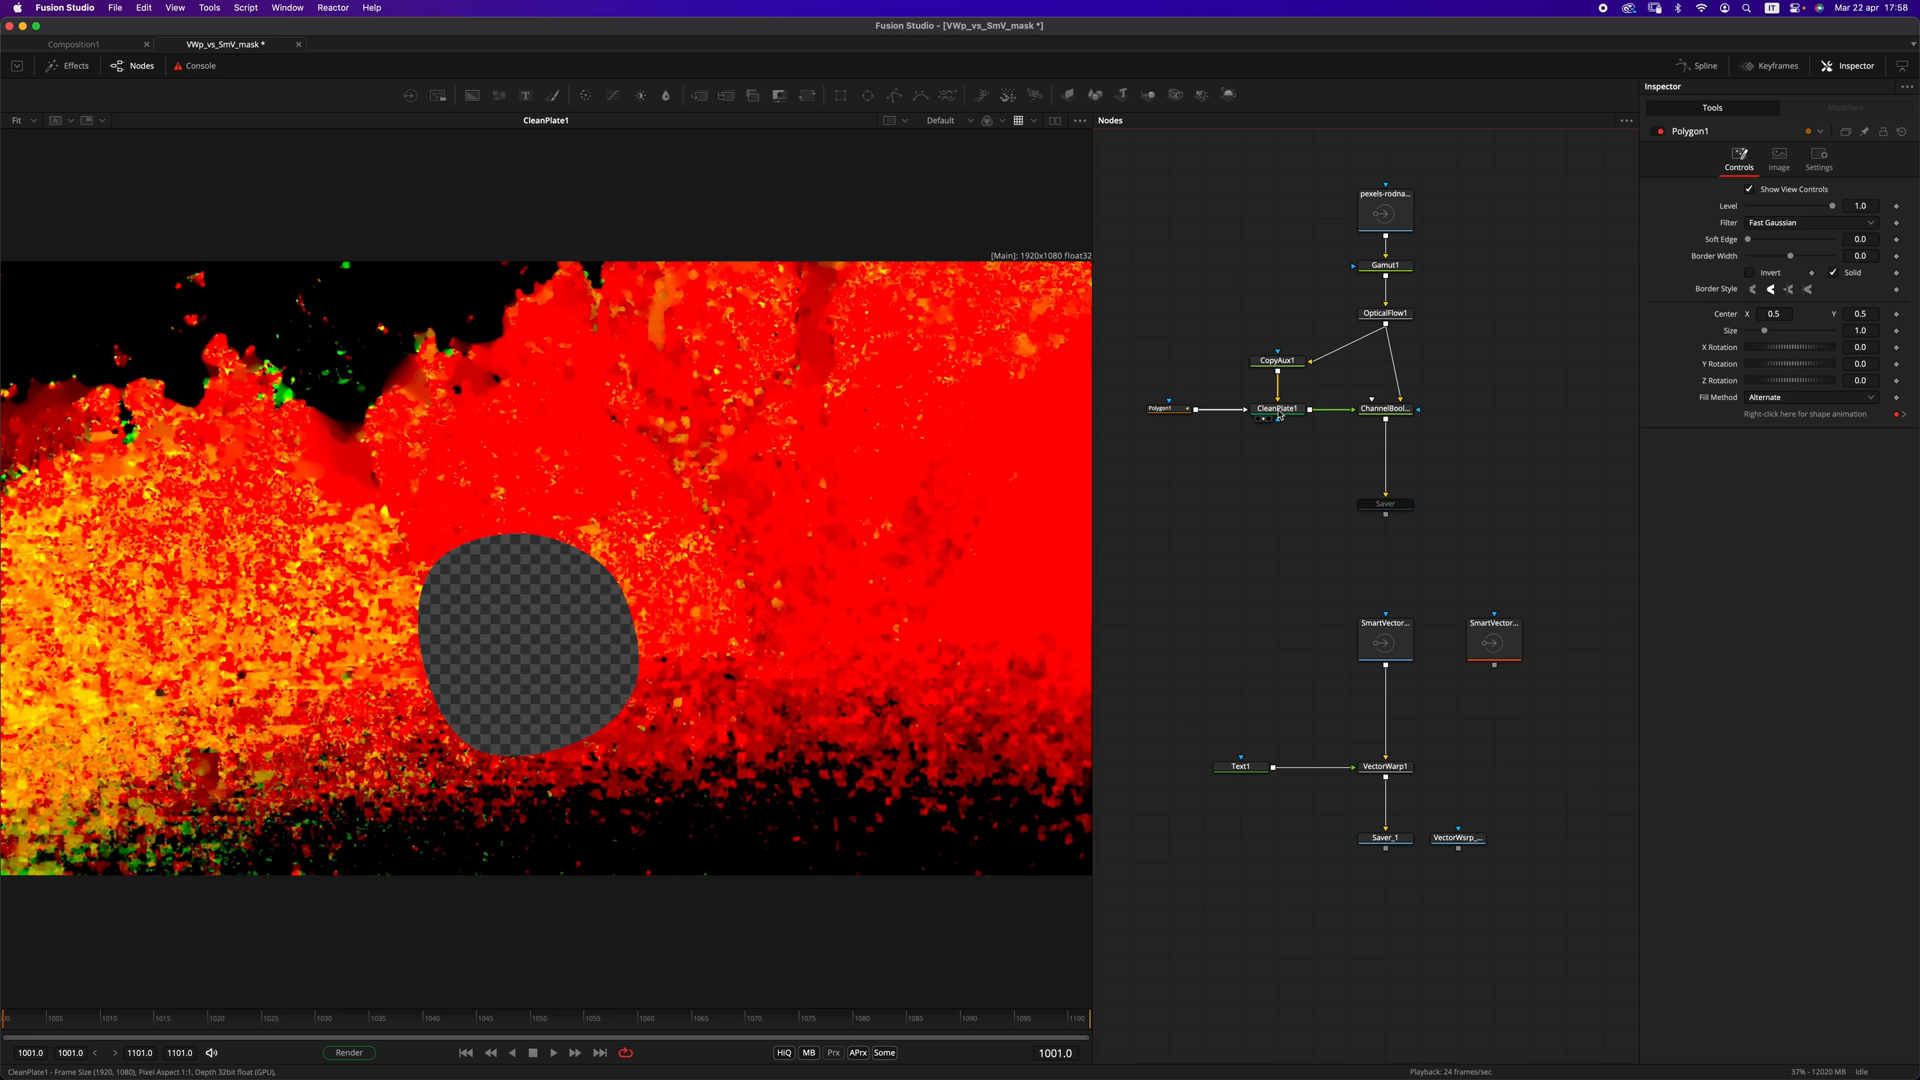 Fusion Studio File Edit View Tools Script Window Reactor Help
IT Mar 22 apr 17:58
Fusion Studio - [VWp_vs_SmV_mask *]
Composition1 VWp_vs_SmV_mask *
Effects Nodes Console Spline Keyframes Inspector
Inspector
Tools Modifiers
Fit CleanPlate1 Default Nodes
Polygon1
Controls Image Settings
Show View Controls
Level 1.0
Filter Fast Gaussian
Soft Edge 0.0
Border Width 0.0
Invert Solid
Border Style
Center X 0.5 Y 0.5
Size 1.0
X Rotation 0.0
Y Rotation 0.0
Z Rotation 0.0
Fill Method Alternate
Right-click here for shape animation
[Main]: 1920x1080 float32
pexels-rodna...
Gamut1
OpticalFlow1
CopyAux1
Polygon1 CleanPlate1 ChannelBool...
Saver
SmartVector... SmartVector...
Text1 VectorWarp1
Saver_1 VectorWsrp_...
1005 1010 1015 1020 1025 1030 1035 1040 1045 1050 1055 1060 1065 1070 1075 1080 1085 1090 1095 1100
1001.0 1001.0 1101.0 1101.0 Render HiQ MB Prx APrx Some 1001.0
CleanPlate1 - Frame Size (1920, 1080), Pixel Aspect 1:1, Depth 32bit float (GPU), Playback: 24 frames/sec 37% - 12020 MB Idle